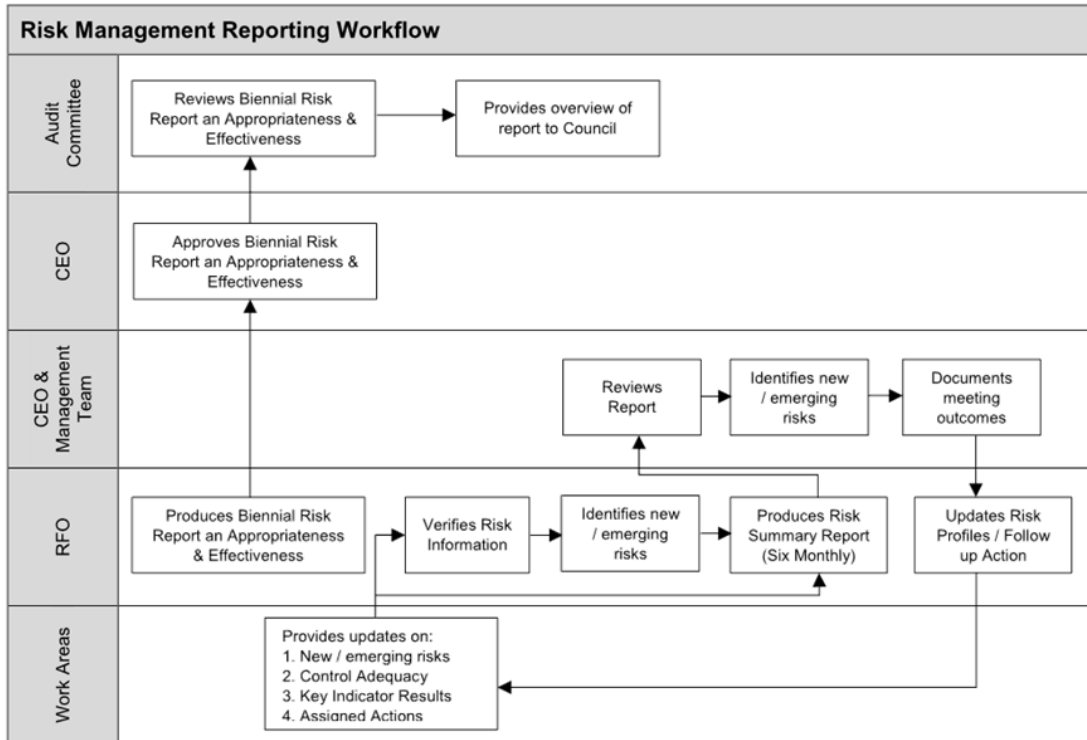 Risk Management Reporting Workflow
Audit
Committee
Reviews Biennial Risk
Report an Appropriateness &
Effectiveness
Provides overview of
report to Council
CEO
Approves Biennial Risk
Report an Appropriateness &
Effectiveness
CEO &
Management
Team
Reviews
Report
Identifies new
/ emerging
risks
Documents
meeting
outcomes
RFO
Produces Biennial Risk
Report an Appropriateness
& Effectiveness
Verifies Risk
Information
Identifies new
/ emerging
risks
Produces Risk
Summary Report
(Six Monthly)
Updates Risk
Profiles / Follow
up Action
Work Areas
Provides updates on:
1. New / emerging risks
2. Control Adequacy
3. Key Indicator Results
4. Assigned Actions